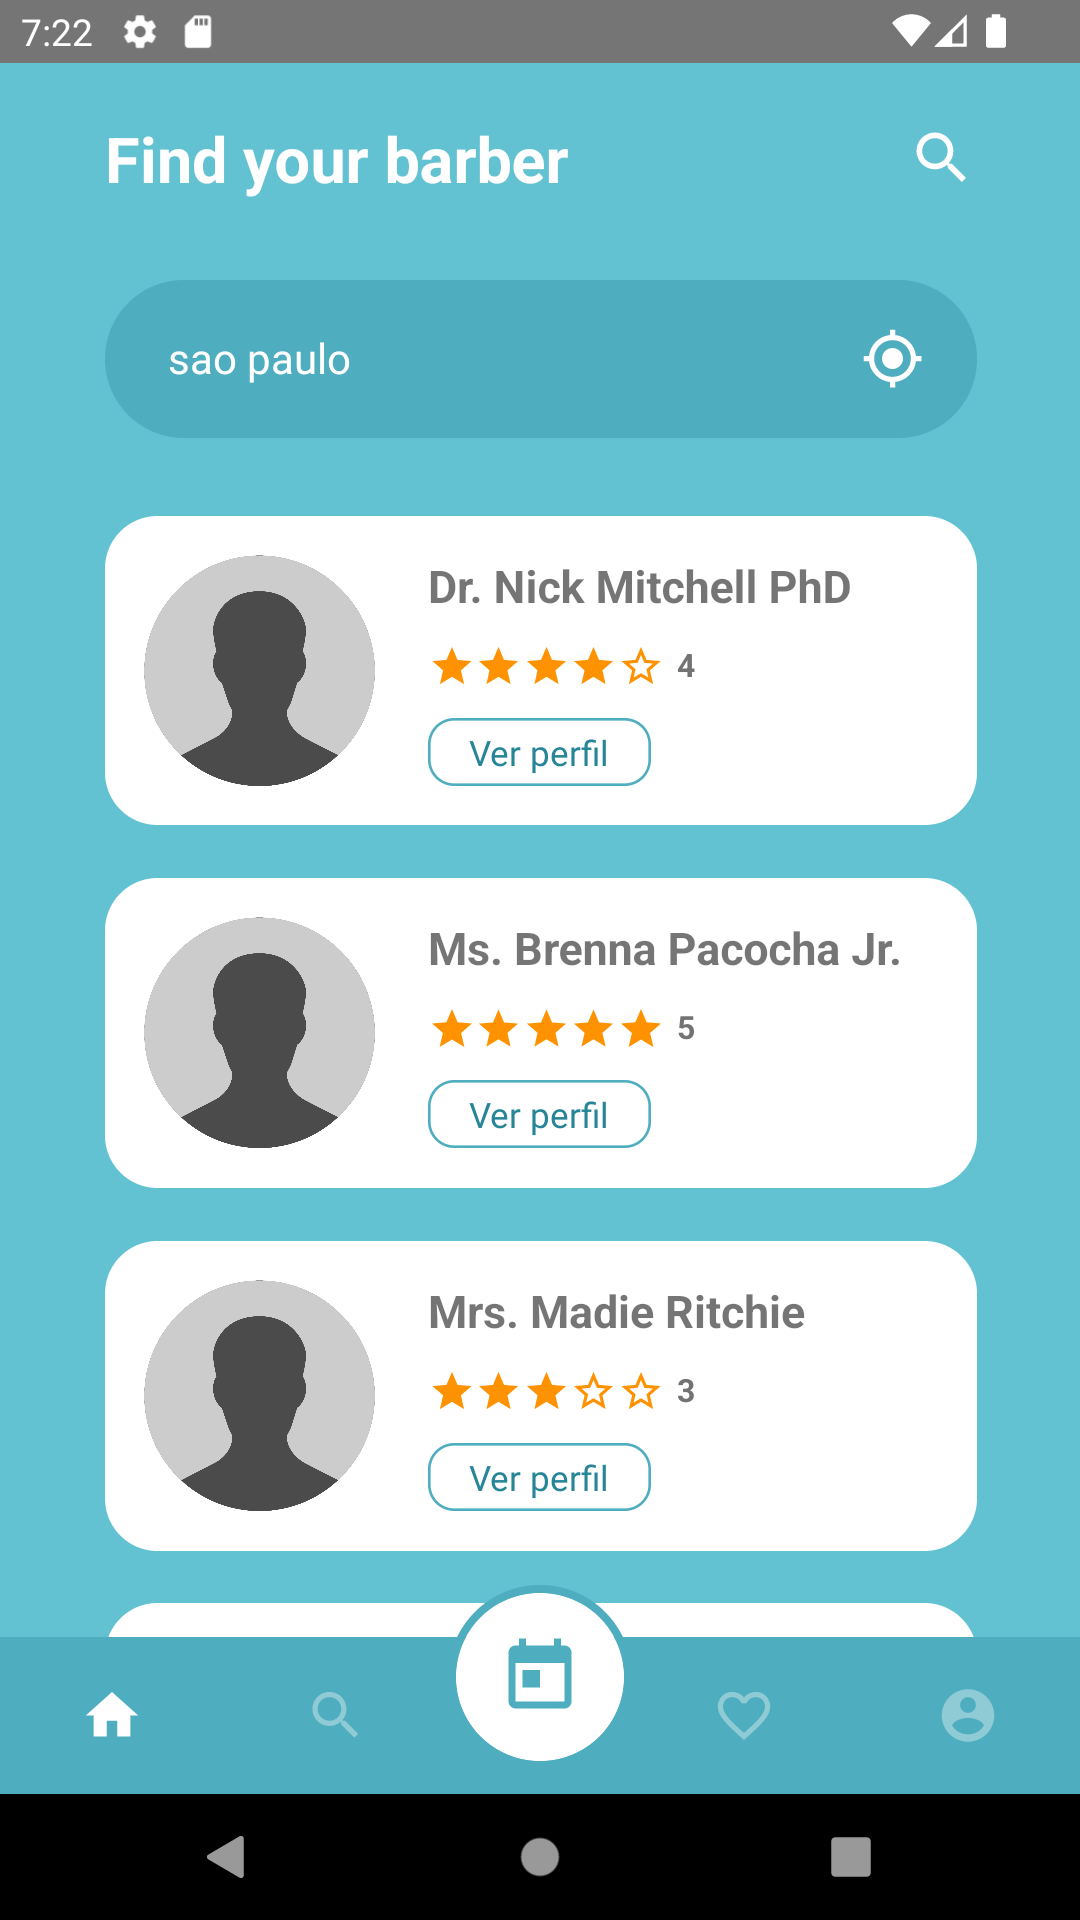 7:22
Find your barber
sao paulo
Dr. Nick Mitchell PhD
4
Ver perfil
Ms. Brenna Pacocha Jr.
5
Ver perfil
Mrs. Madie Ritchie
3
Ver perfil